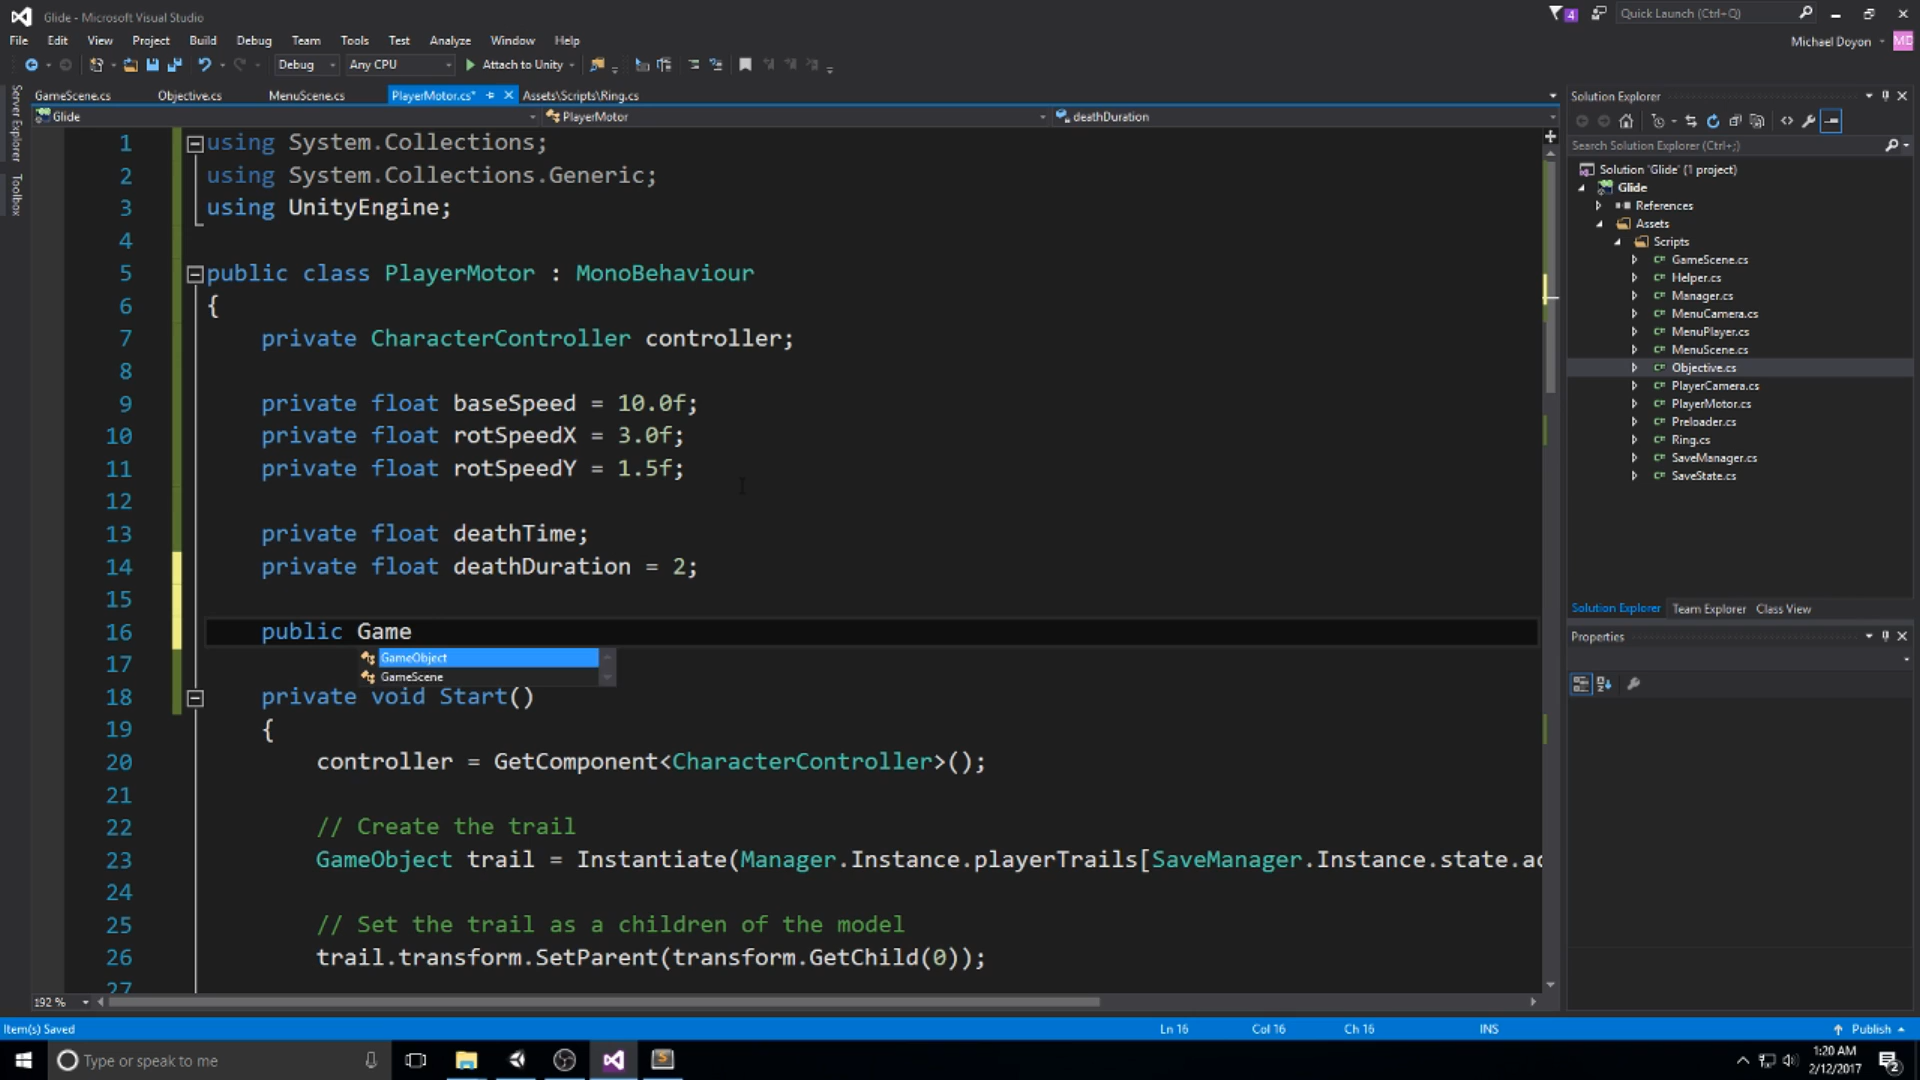 Glide - Microsoft Visual Studio
4
Quick Launch (Ctrl+Q)
File Edit View Project Build Debug Team Tools Test Analyze Window Help
Michael Doyon MD
Debug Any CPU Attach to Unity
Server Explorer
Toolbox
GameScene.cs Objective.cs MenuScene.cs PlayerMotor.cs* Assets\Scripts\Ring.cs
Glide PlayerMotor deathDuration
1 using System.Collections;
2 using System.Collections.Generic;
3 using UnityEngine;
4
5 public class PlayerMotor : MonoBehaviour
6 {
7 private CharacterController controller;
8
9 private float baseSpeed = 10.0f;
10 private float rotSpeedX = 3.0f;
11 private float rotSpeedY = 1.5f;
12
13 private float deathTime;
14 private float deathDuration = 2;
15
16 public Game
GameObject
17
GameScene
18 private void Start()
19 {
20 controller = GetComponent<CharacterController>();
21
22 // Create the trail
23 GameObject trail = Instantiate(Manager.Instance.playerTrails[SaveManager.Instance.state.ac
24
25 // Set the trail as a children of the model
26 trail.transform.SetParent(transform.GetChild(0));
27
192 %
Solution Explorer
Search Solution Explorer (Ctrl+;)
Solution 'Glide' (1 project)
Glide
References
Assets
Scripts
GameScene.cs
Helper.cs
Manager.cs
MenuCamera.cs
MenuPlayer.cs
MenuScene.cs
Objective.cs
PlayerCamera.cs
PlayerMotor.cs
Preloader.cs
Ring.cs
SaveManager.cs
SaveState.cs
Solution Explorer Team Explorer Class View
Properties
Item(s) Saved Ln 16 Col 16 Ch 16 INS Publish
Type or speak to me
1:20 AM
2/12/2017
2